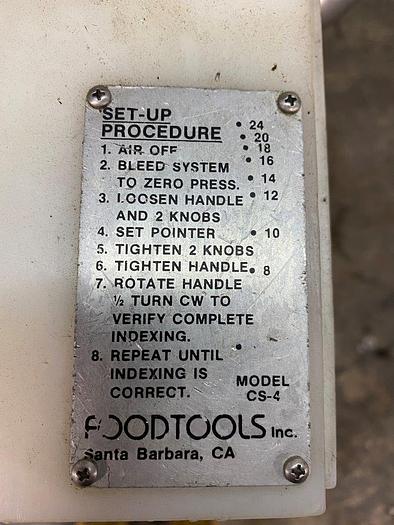 SET-UP
PROCEDURE • 24
• 20
1. AIR OFF • 18
2. BLEED SYSTEM • 16
TO ZERO PRESS. • 14
3. LOOSEN HANDLE • 12
AND 2 KNOBS
4. SET POINTER • 10
5. TIGHTEN 2 KNOBS
6. TIGHTEN HANDLE • 8
7. ROTATE HANDLE
½ TURN CW TO
VERIFY COMPLETE
INDEXING.
8. REPEAT UNTIL
INDEXING IS
CORRECT.
MODEL
CS-4
FOODTOOLS Inc.
Santa Barbara, CA